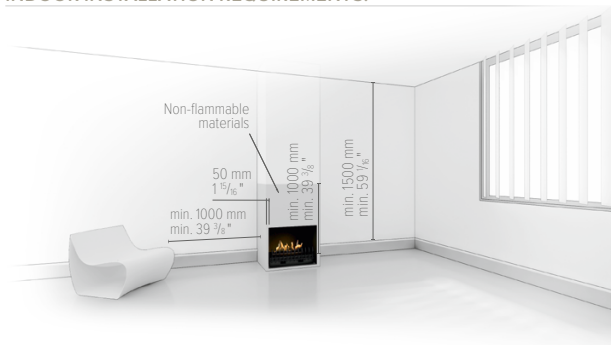 INDOOR INSTALLATION REQUIREMENTS:
Non-flammable
materials
50 mm
1 15/16 "
min. 1000 mm
min. 39 3/8 "
min. 1000 mm
min. 39 3/8 "
min. 1500 mm
min. 59 1/16 "